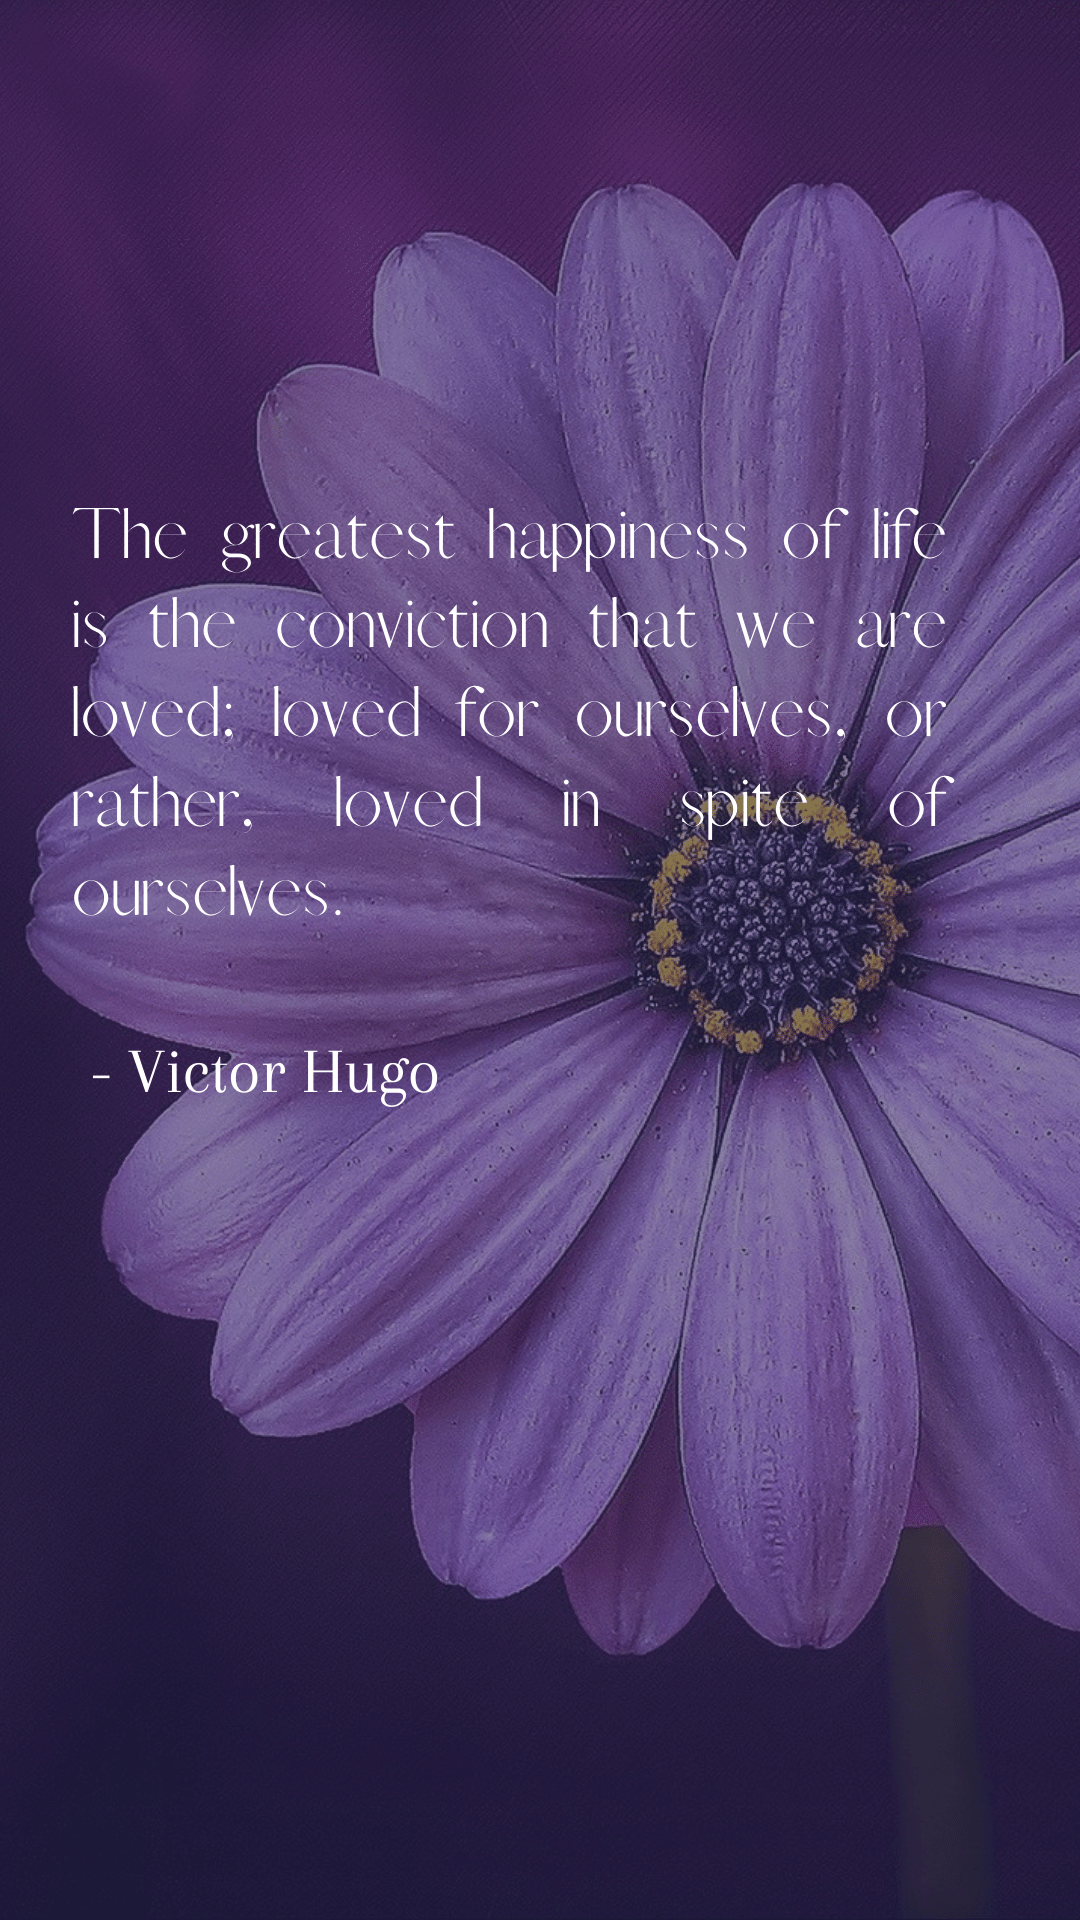 The greatest happiness of life
is the conviction that we are
loved; loved for ourselves, or
rather, loved in spite of
ourselves.
- Victor Hugo